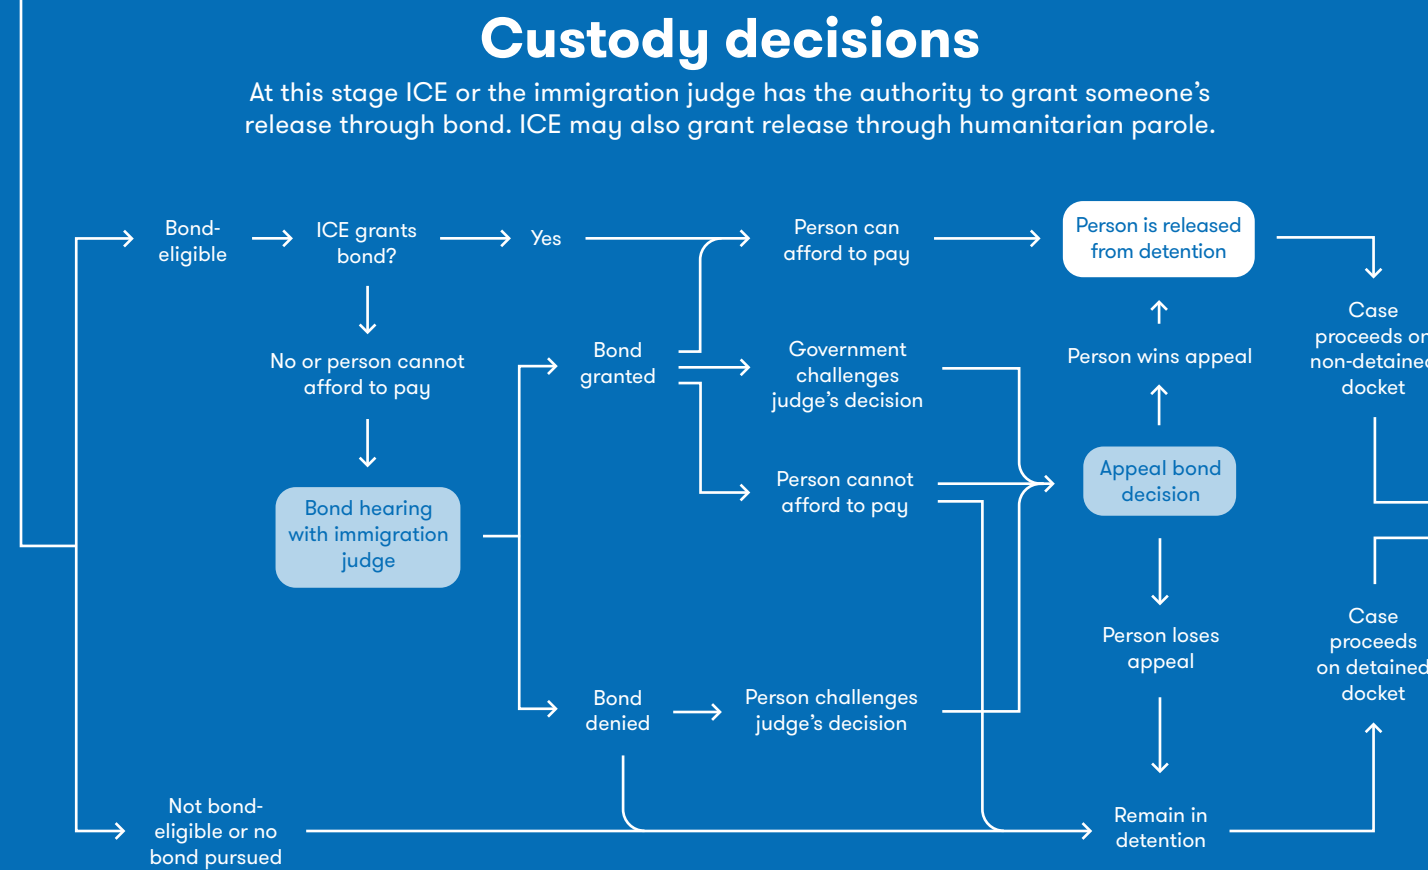 Custody decisions
At this stage ICE or the immigration judge has the authority to grant someone's
release through bond. ICE may also grant release through humanitarian parole.
Bond-
eligible
ICE grants
bond?
Yes
Person can
afford to pay
Person is released
from detention
No or person cannot
afford to pay
Bond
granted
Government
challenges
judge's decision
Person wins appeal
Case
proceeds on
non-detained
docket
Bond hearing
with immigration
judge
Person cannot
afford to pay
Appeal bond
decision
Person loses
appeal
Case
proceeds
on detained
docket
Bond
denied
Person challenges
judge's decision
Not bond-
eligible or no
bond pursued
Remain in
detention